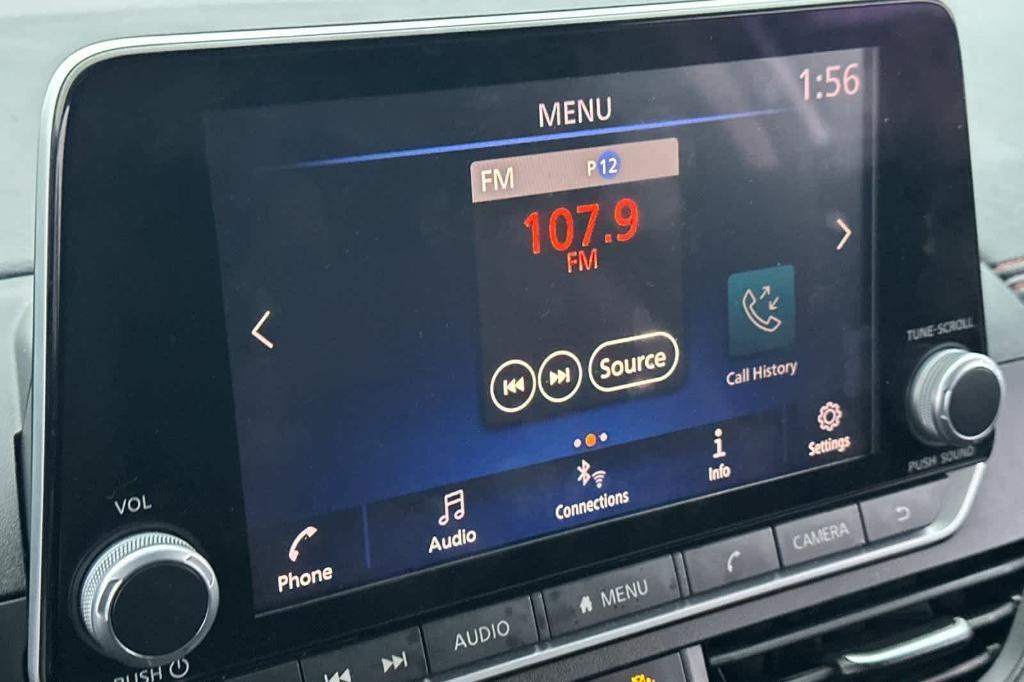 1:56
MENU
FM P 12
107.9
FM
Source
Call History
Phone
Audio
Connections
Info
Settings
VOL
PUSH
TUNE-SCROLL
PUSH SOUND
AUDIO
MENU
CAMERA